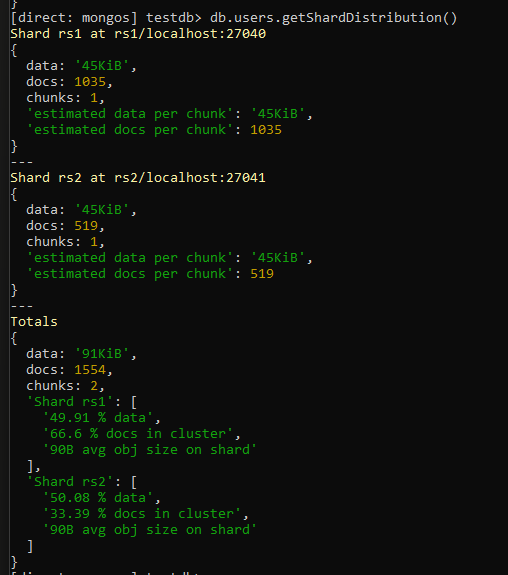 }
[direct: mongos] testdb> db.users.getShardDistribution()
Shard rs1 at rs1/localhost:27040
{
  data: '45KiB',
  docs: 1035,
  chunks: 1,
  'estimated data per chunk': '45KiB',
  'estimated docs per chunk': 1035
}
---
Shard rs2 at rs2/localhost:27041
{
  data: '45KiB',
  docs: 519,
  chunks: 1,
  'estimated data per chunk': '45KiB',
  'estimated docs per chunk': 519
}
---
Totals
{
  data: '91KiB',
  docs: 1554,
  chunks: 2,
  'Shard rs1': [
    '49.91 % data',
    '66.6 % docs in cluster',
    '90B avg obj size on shard'
  ],
  'Shard rs2': [
    '50.08 % data',
    '33.39 % docs in cluster',
    '90B avg obj size on shard'
  ]
}